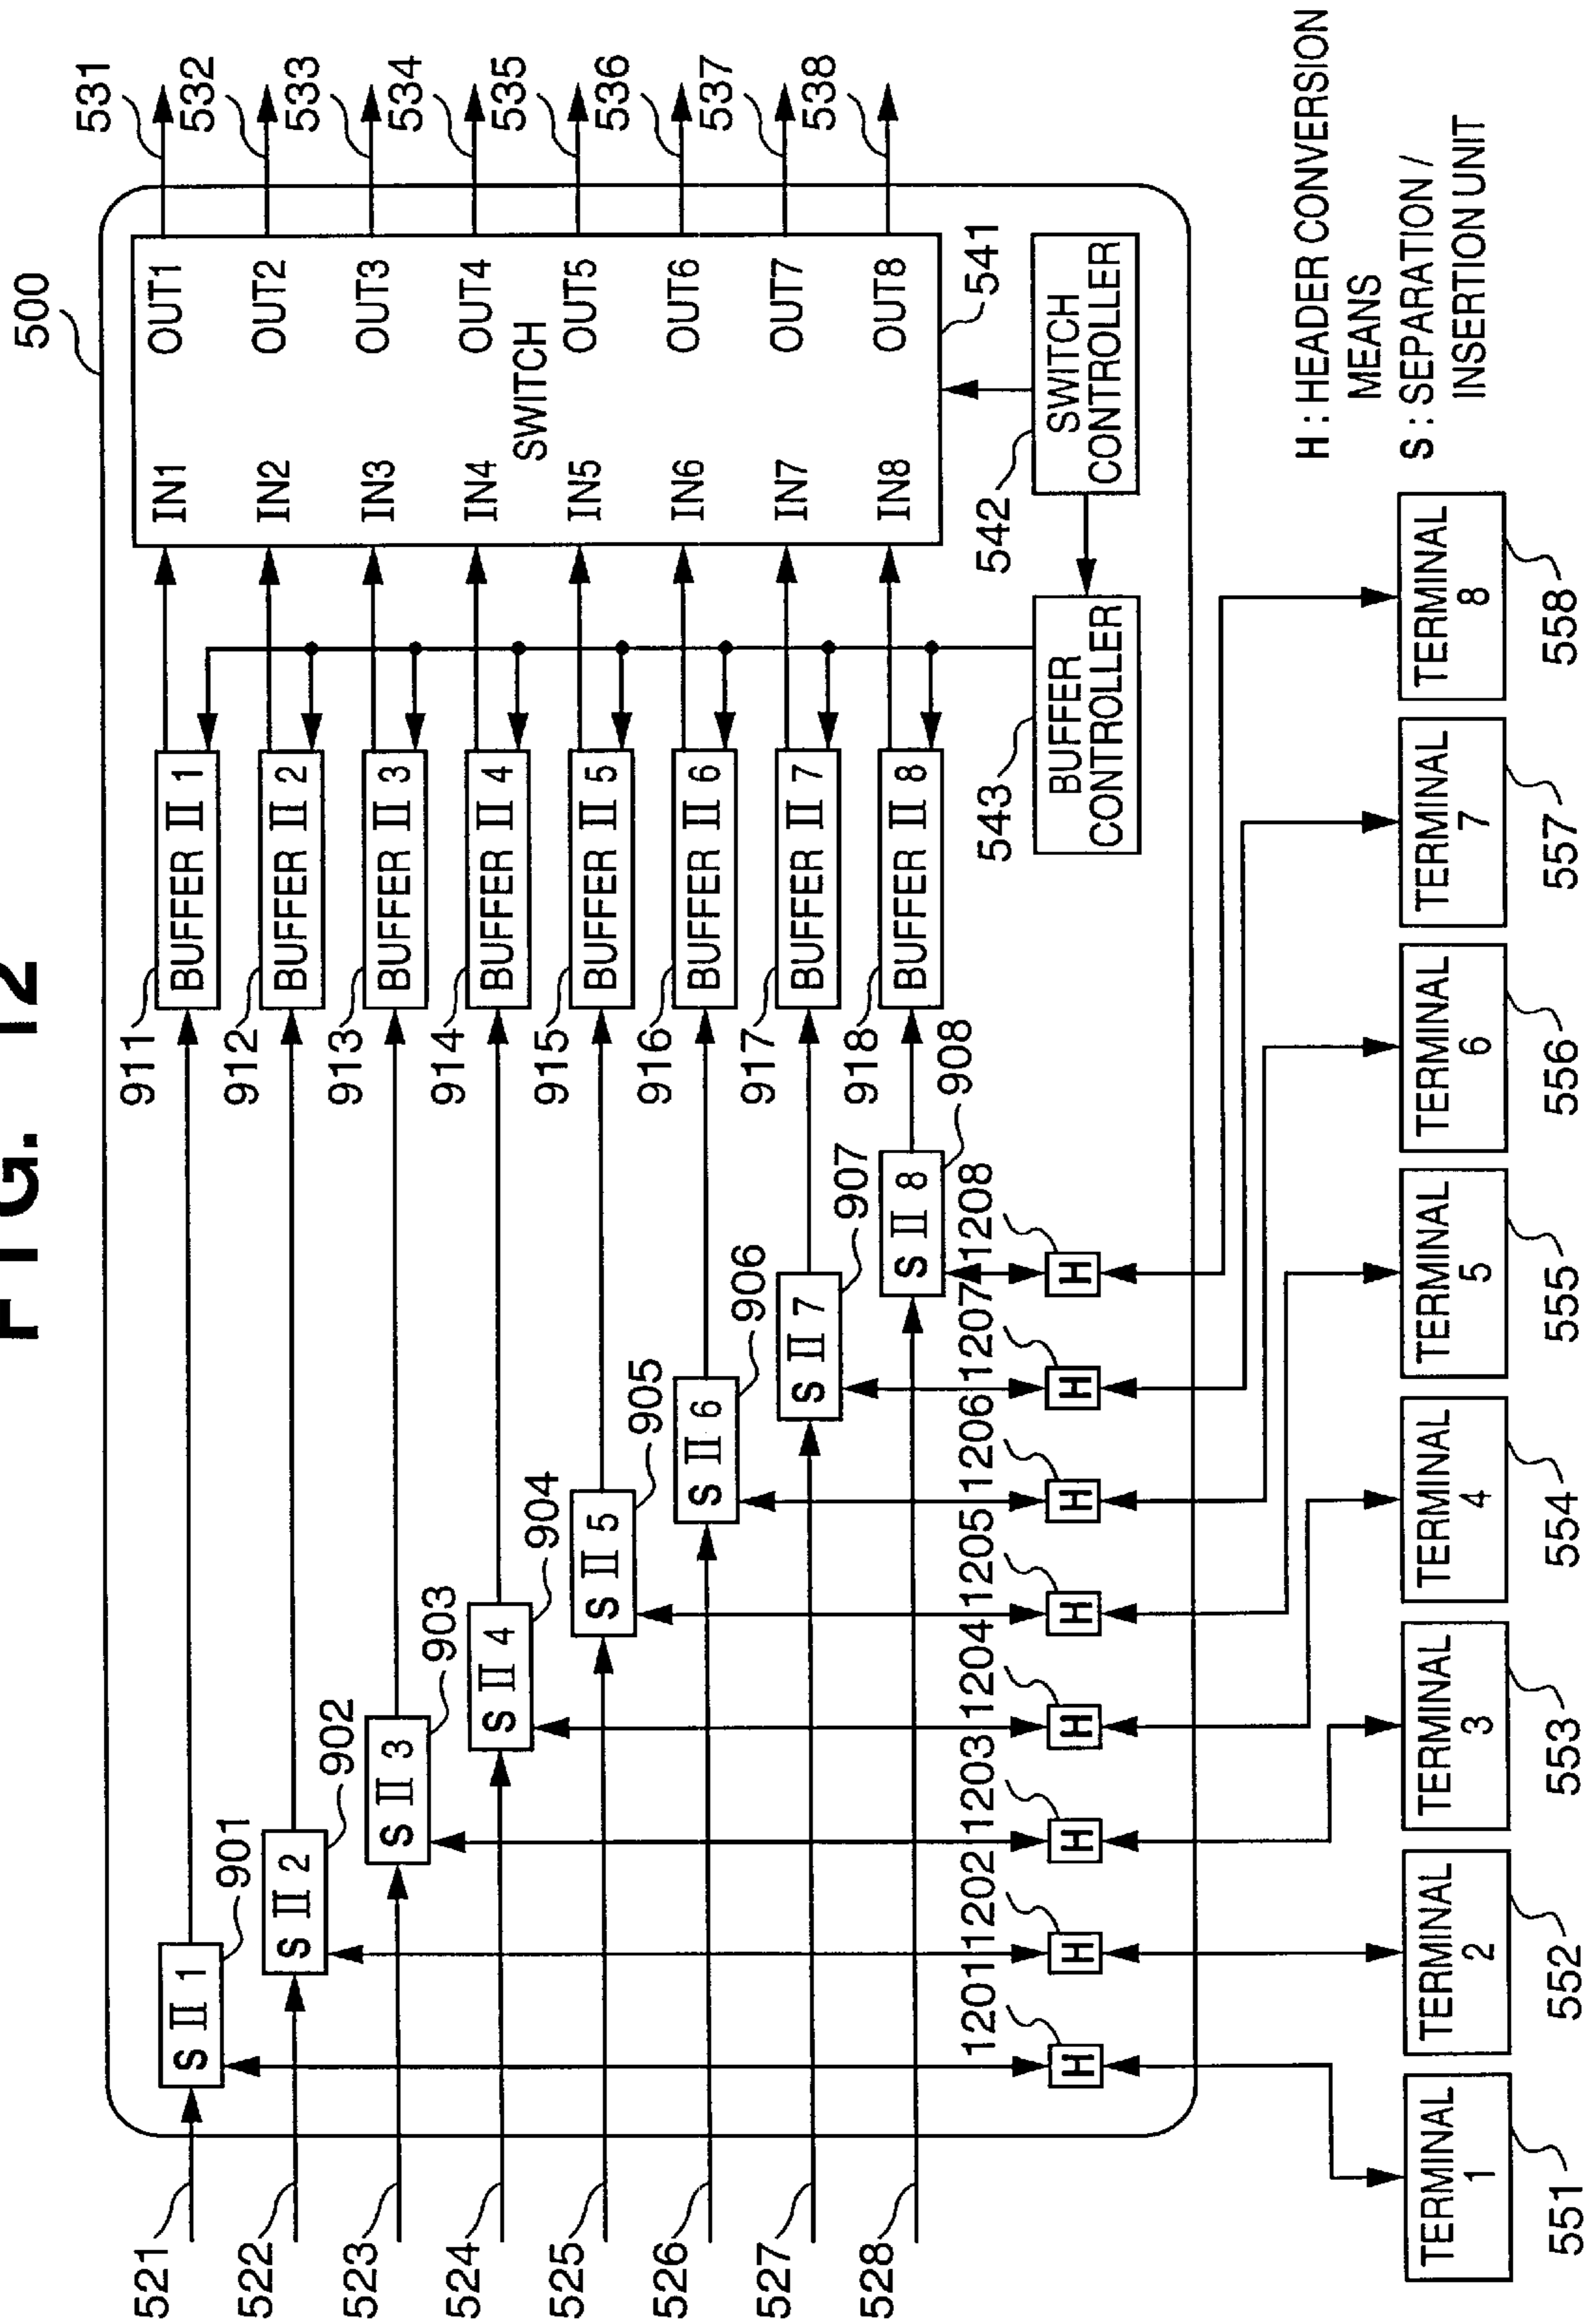 FIG. 12
500
531
532
533
534
535
536
537
538
IN1
IN2
IN3
IN4
IN5
IN6
IN7
IN8
SWITCH
OUT1
OUT2
OUT3
OUT4
OUT5
OUT6
OUT7
OUT8
541
SWITCH
CONTROLLER
542
BUFFER
CONTROLLER
543
911
BUFFER II 1
912
BUFFER II 2
913
BUFFER II 3
914
BUFFER II 4
915
BUFFER II 5
916
BUFFER II 6
917
BUFFER II 7
918
BUFFER II 8
S II 1
901
S II 2
902
S II 3
903
S II 4
904
S II 5
905
S II 6
906
S II 7
907
S II 8
908
521
522
523
524
525
526
527
528
1201
H
1202
H
1203
H
1204
H
1205
H
1206
H
1207
H
1208
H
TERMINAL
1
551
TERMINAL
2
552
TERMINAL
3
553
TERMINAL
4
554
TERMINAL
5
555
TERMINAL
6
556
TERMINAL
7
557
TERMINAL
8
558
H : HEADER CONVERSION
MEANS
S : SEPARATION /
INSERTION UNIT